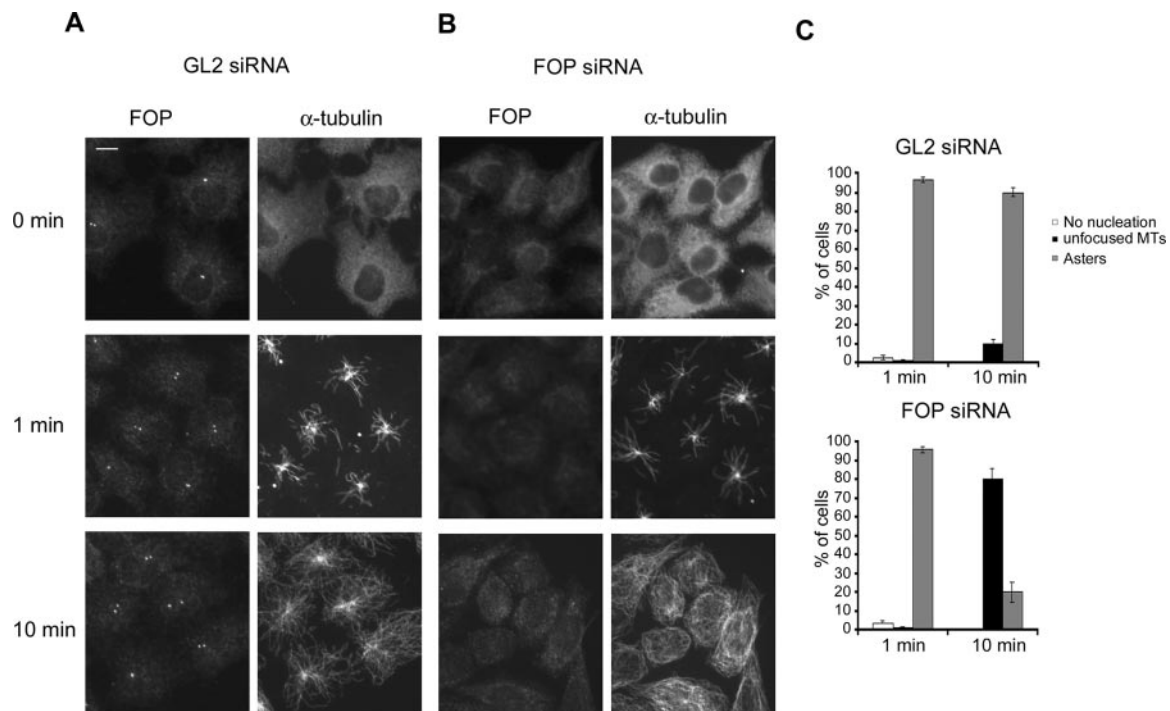 A
GL2 siRNA
FOP
α-tubulin
0 min
1 min
10 min
B
FOP siRNA
FOP
α-tubulin
C
GL2 siRNA
% of cells
100
90
80
70
60
50
40
30
20
10
0
1 min
10 min
No nucleation
unfocused MTs
Asters
FOP siRNA
% of cells
100
90
80
70
60
50
40
30
20
10
0
1 min
10 min